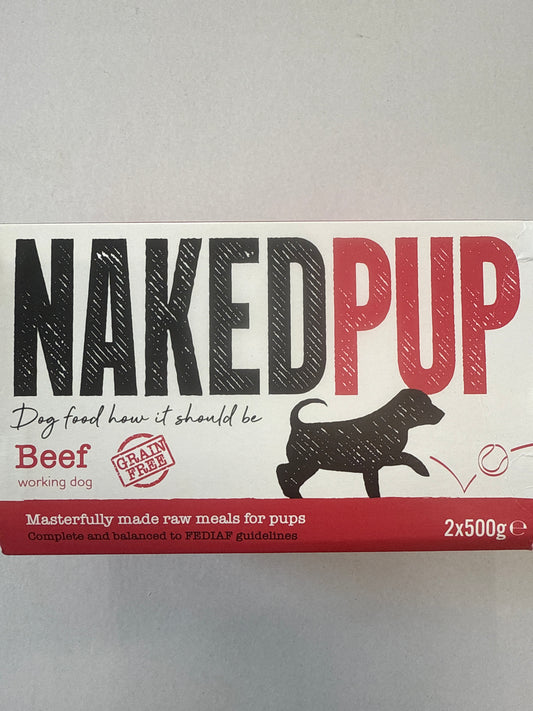 NAKEDPUP
Dog food how it should be
Beef
GRAIN
FREE
working dog
Masterfully made raw meals for pups
Complete and balanced to FEDIAF guidelines
2x500g ℮